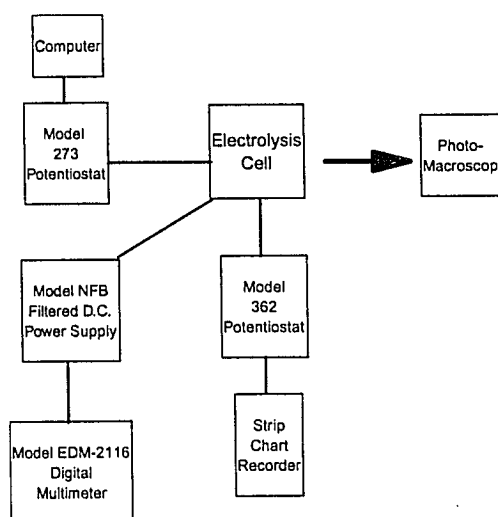 Computer
Model
273
Potentiostat
Electrolysis
Cell
Photo-
Macroscop
Model NFB
Filtered D.C.
Power Supply
Model
362
Potentiostat
Model EDM-2116
Digital
Multimeter
Strip
Chart
Recorder